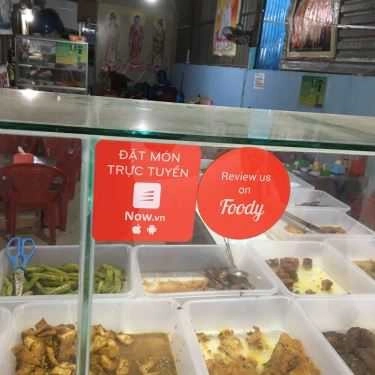 ĐẶT MÓN
TRỰC TUYẾN
Now.vn
Review us
on
Foody